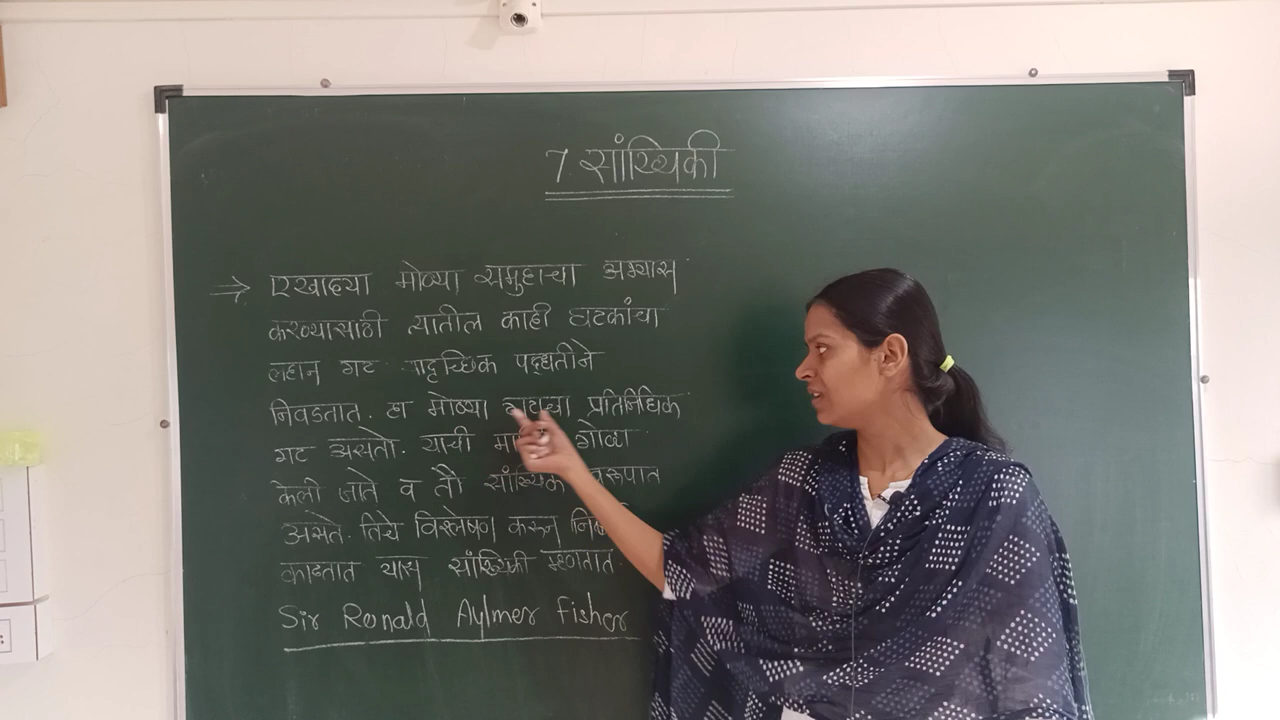 7. सांख्यिकी
⇒ एखाद्या मोठ्या समुहाचा अभ्यास
करण्यासाठी त्यातील काही घटकांचा
लहान गट यादृच्छिक पद्धतीने
निवडतात. हा मोठ्या प्रतिनिधिक
गट असतो. याची गोळा
केली जाते व ती सांख्यिक
असते. तिचे विश्लेषण करून
काढतात यास सांख्यिकी म्हणतात.
Sir Ronald Aylmer Fisher